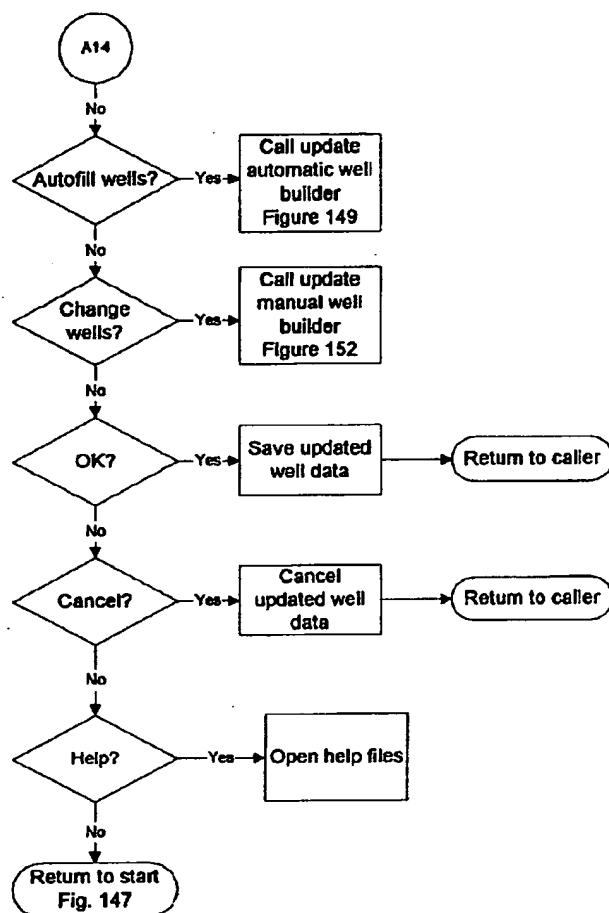 A14
No
Autofill wells?
Yes
Call update
automatic well
builder
Figure 149
No
Change
wells?
Yes
Call update
manual well
builder
Figure 152
No
OK?
Yes
Save updated
well data
Return to caller
No
Cancel?
Yes
Cancel
updated well
data
Return to caller
No
Help?
Yes
Open help files
No
Return to start
Fig. 147